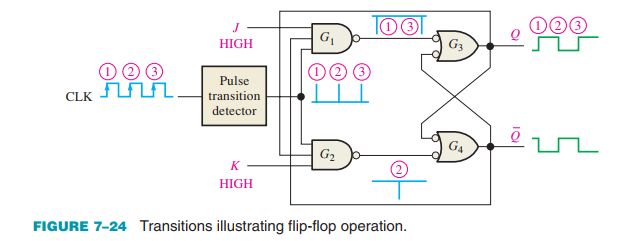 J
HIGH
G1
① ③
G3
Q
① ② ③
① ② ③
CLK
Pulse
transition
detector
① ② ③
K
HIGH
G2
②
G4
Q̅
FIGURE 7–24 Transitions illustrating flip-flop operation.